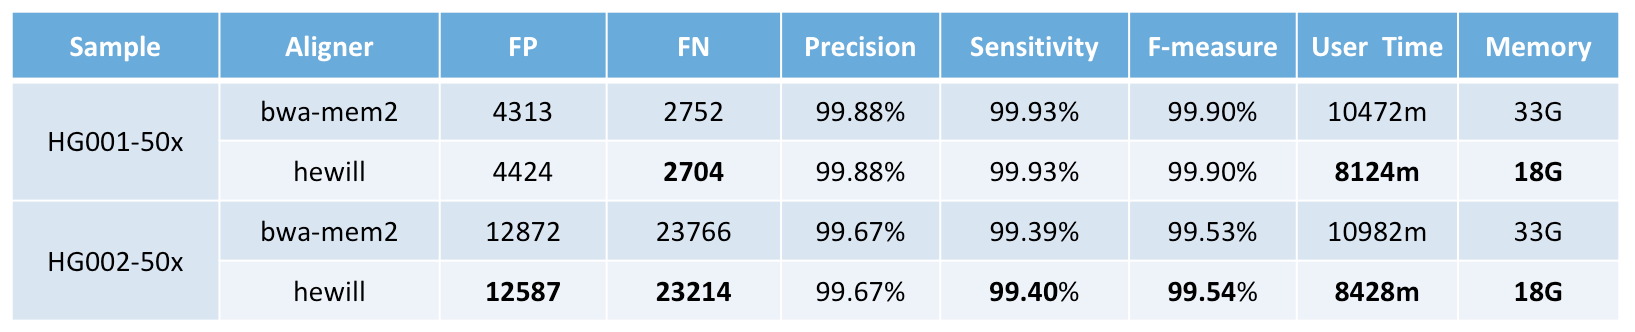 Sample Aligner FP FN Precision Sensitivity F-measure User Time Memory
HG001-50x
bwa-mem2 4313 2752 99.88% 99.93% 99.90% 10472m 33G
hewill 4424 2704 99.88% 99.93% 99.90% 8124m 18G
HG002-50x
bwa-mem2 12872 23766 99.67% 99.39% 99.53% 10982m 33G
hewill 12587 23214 99.67% 99.40% 99.54% 8428m 18G